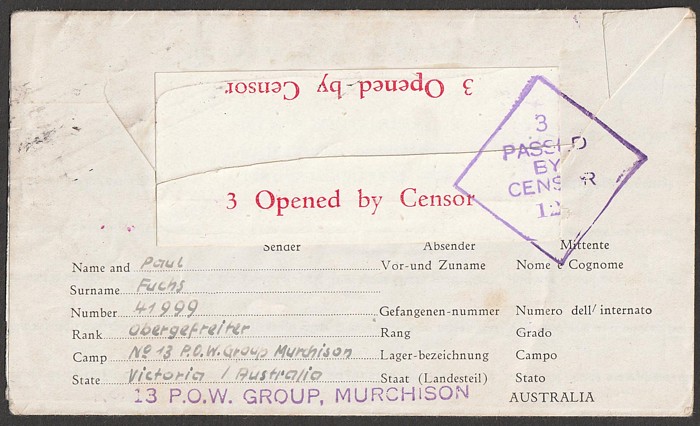 3 Opened by Censor
3 Opened by Censor
3
PASSED
BY
CENSOR
12
Sender Absender Mittente
Name and Paul Vor-und Zuname Nome e Cognome
Surname Fuchs
Number 41999 Gefangenen-nummer Numero dell' internato
Rank Obergefreiter Rang Grado
Camp No 13 P.O.W. Group Murchison Lager-bezeichnung Campo
State Victoria / Australia Staat (Landesteil) Stato
13 P.O.W. GROUP, MURCHISON AUSTRALIA